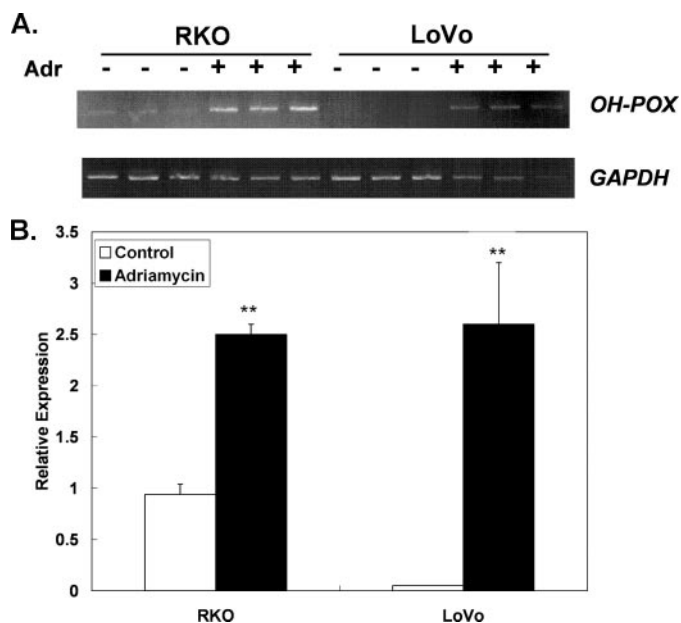 A.
RKO LoVo
Adr - - - + + + - - - + + +
OH-POX
GAPDH
B.
3.5
Control
Adriamycin
3
2.5
2
1.5
1
0.5
0
Relative Expression
** **
RKO LoVo